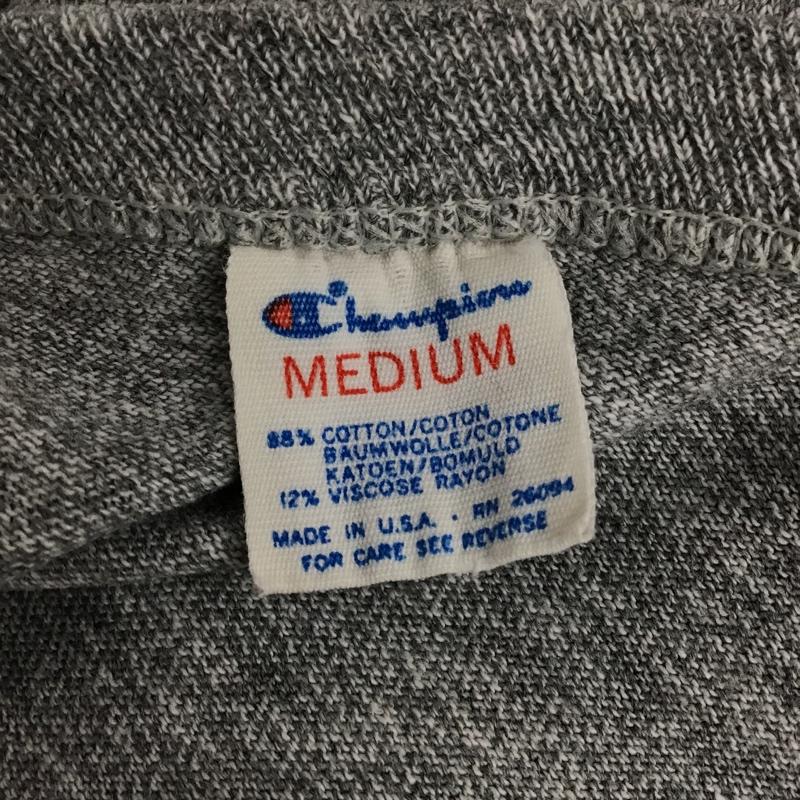 Champion
MEDIUM
88% COTTON/COTON
BAUMWOLLE/COTONE
KATOEN/BOMULD
12% VISCOSE RAYON
MADE IN U.S.A. · RN 26094
FOR CARE SEE REVERSE